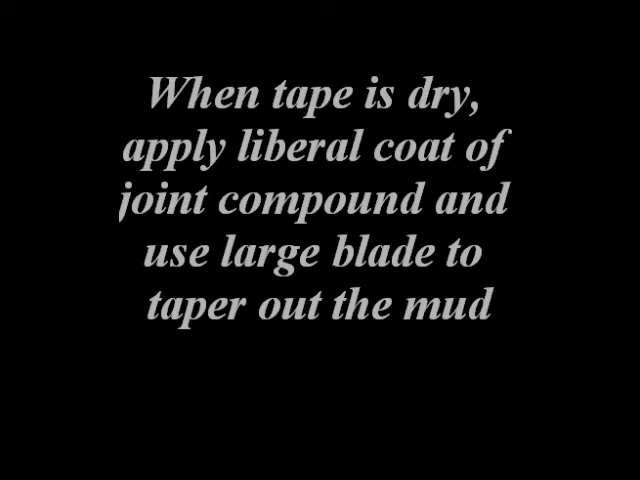 When tape is dry,
apply liberal coat of
joint compound and
use large blade to
taper out the mud